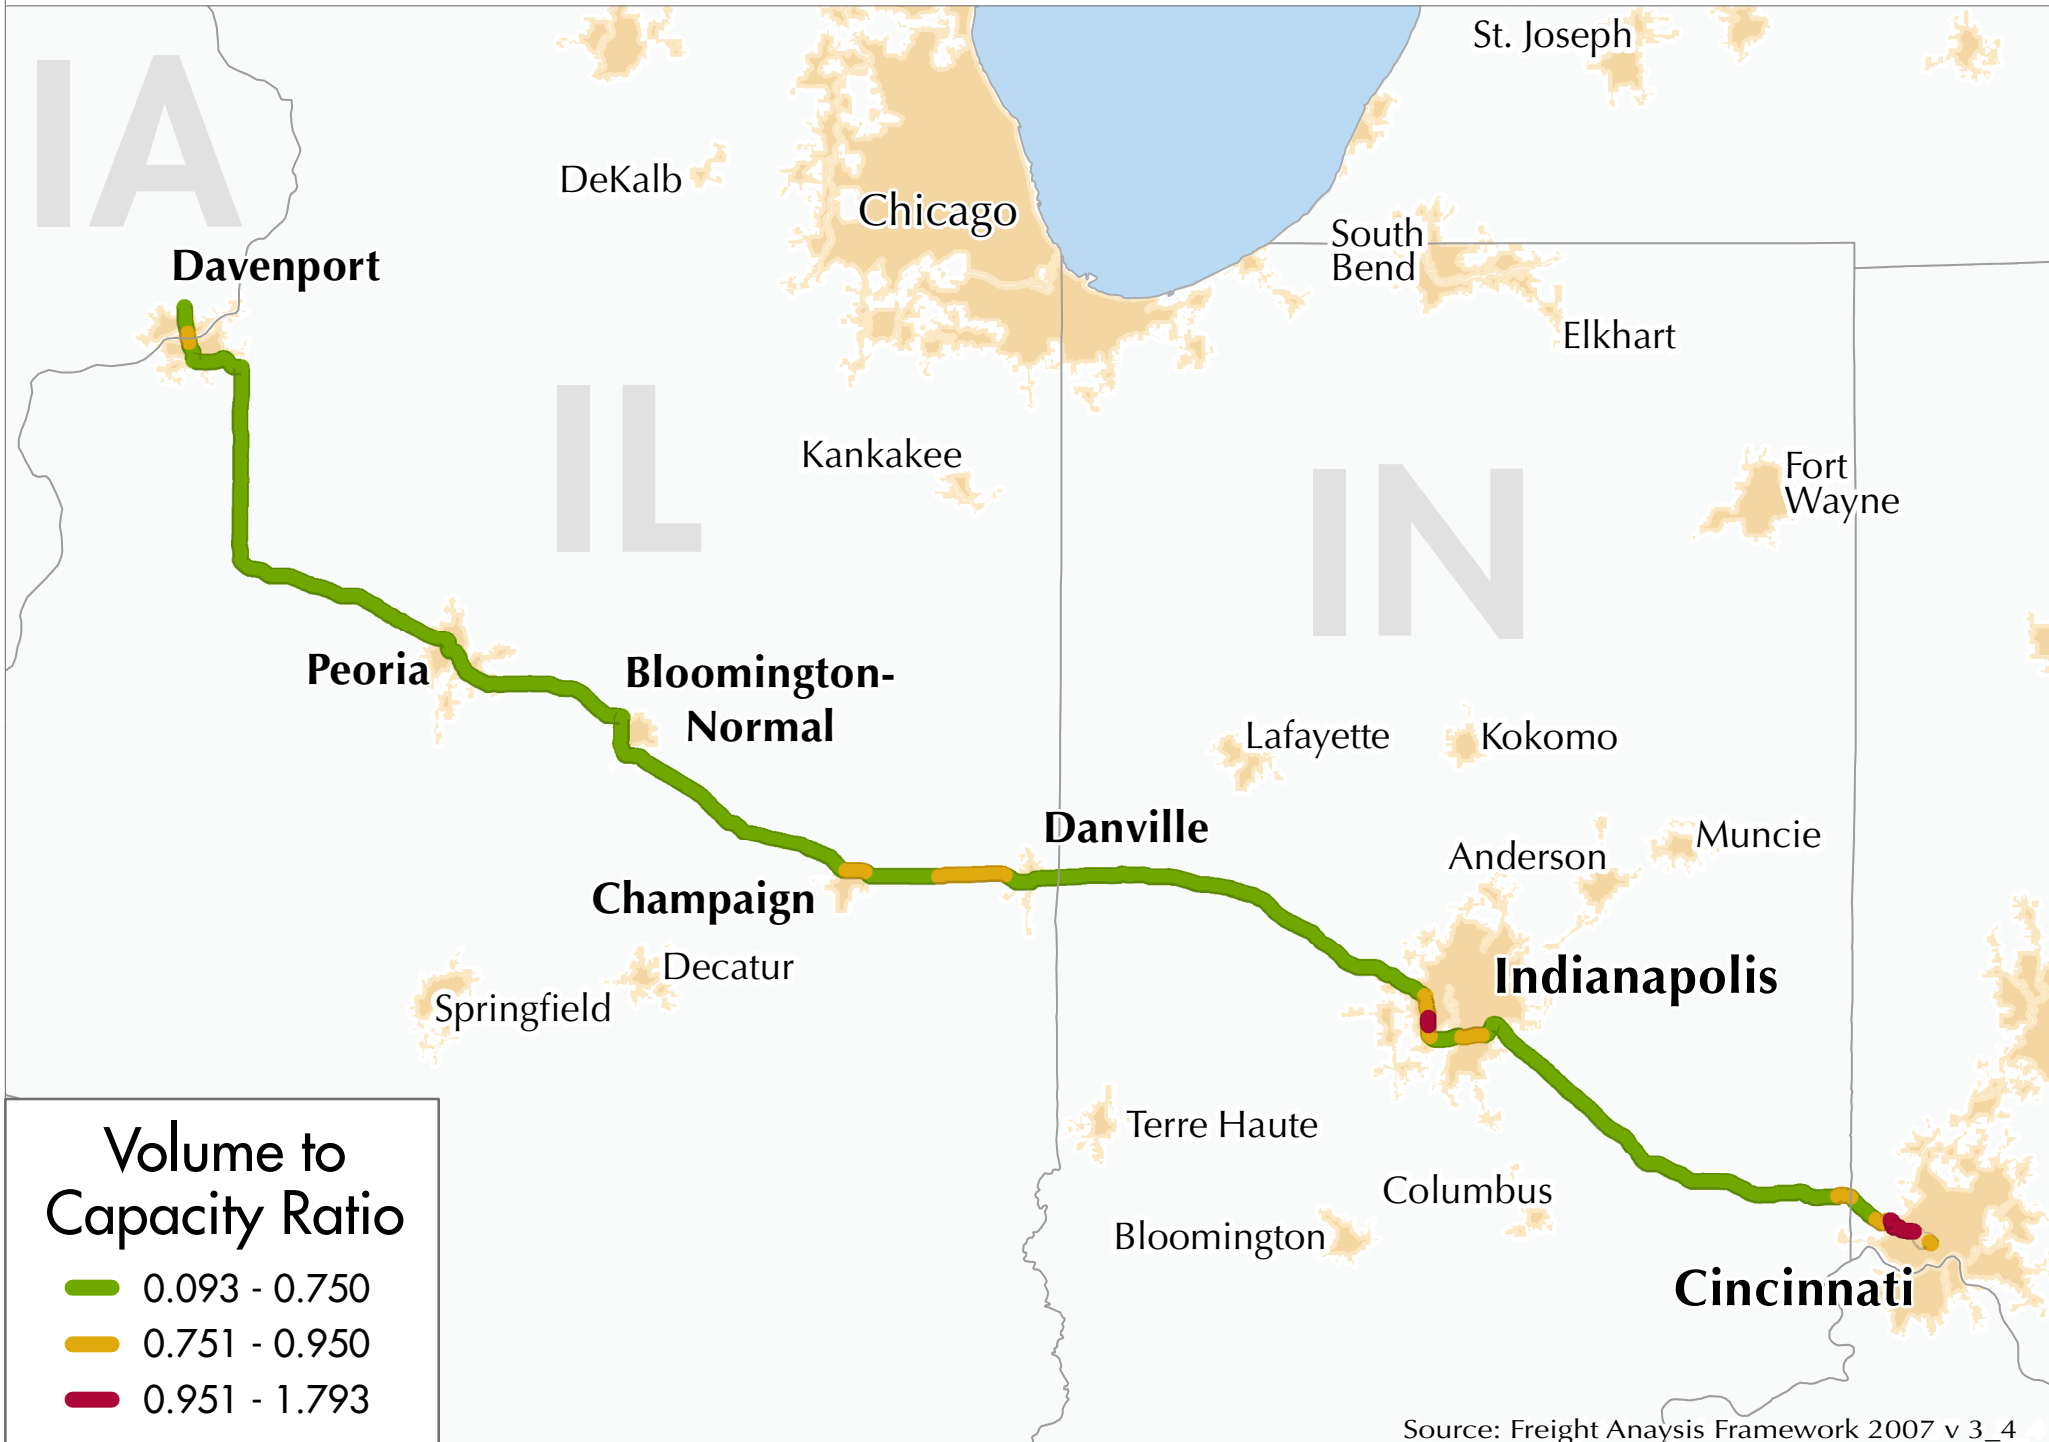 IA
St. Joseph
DeKalb
Chicago
South
Bend
Davenport
Elkhart
IL
Kankakee
IN
Fort
Wayne
Peoria
Bloomington-
Normal
Lafayette
Kokomo
Danville
Muncie
Anderson
Champaign
Decatur
Indianapolis
Springfield
Terre Haute
Columbus
Bloomington
Cincinnati
Volume to
Capacity Ratio
0.093 - 0.750
0.751 - 0.950
0.951 - 1.793
Source: Freight Anaysis Framework 2007 v 3_4